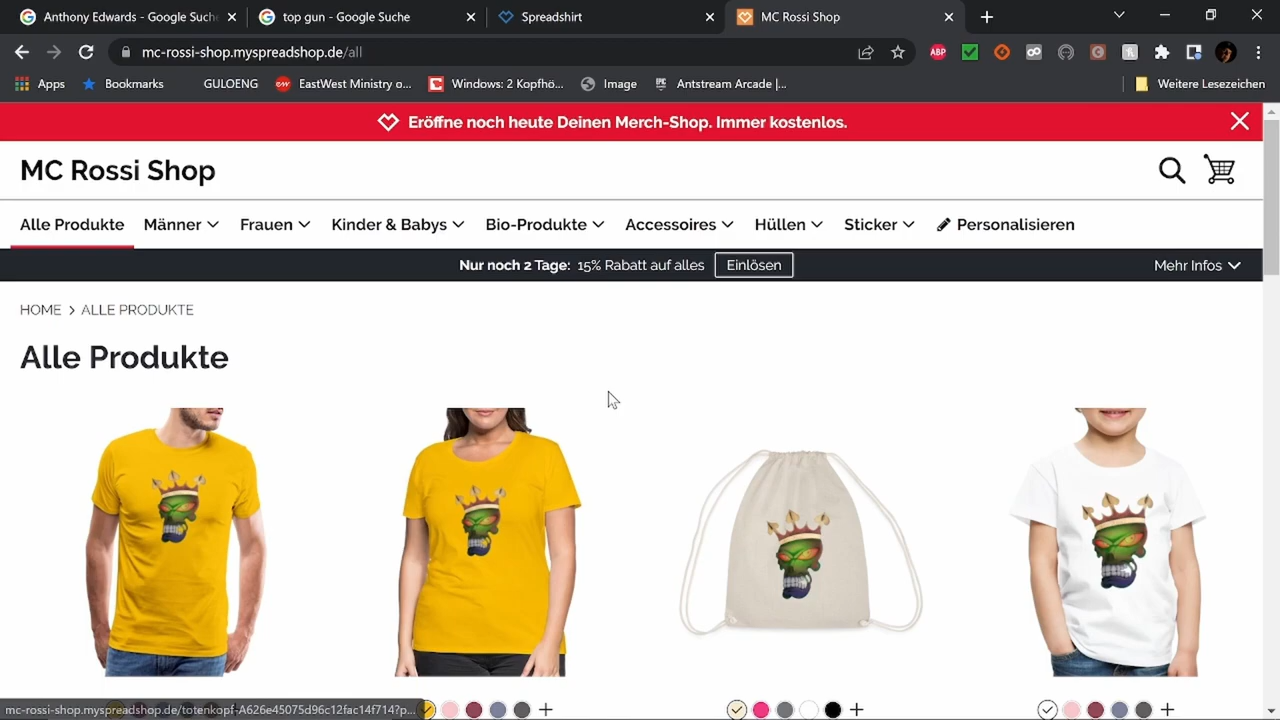 Anthony Edwards - Google Suche
top gun - Google Suche
Spreadshirt
MC Rossi Shop
mc-rossi-shop.myspreadshop.de/all
ABP
Apps
Bookmarks
GULOENG
EastWest Ministry o...
Windows: 2 Kopfhö...
Image
Antstream Arcade |...
Weitere Lesezeichen
Eröffne noch heute Deinen Merch-Shop. Immer kostenlos.
MC Rossi Shop
Alle Produkte
Männer
Frauen
Kinder & Babys
Bio-Produkte
Accessoires
Hüllen
Sticker
Personalisieren
Nur noch 2 Tage: 15% Rabatt auf alles
Einlösen
Mehr Infos
HOME > ALLE PRODUKTE
Alle Produkte
mc-rossi-shop.myspreadshop.de/totenkopf-A626e45075d96c12fac14f714?p...